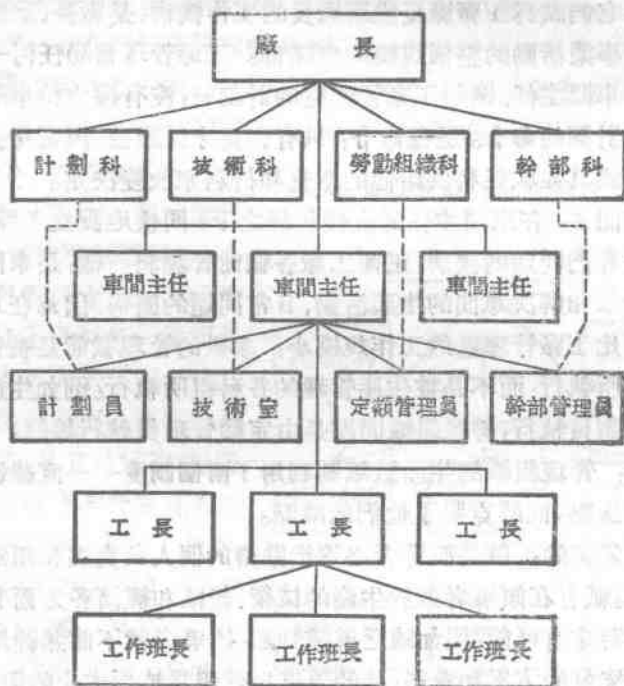 廠長
計劃科 技術科 勞動組織科 幹部科
車間主任 車間主任 車間主任
計劃員 技術室 定額管理員 幹部管理員
工長 工長 工長
工作班長 工作班長 工作班長